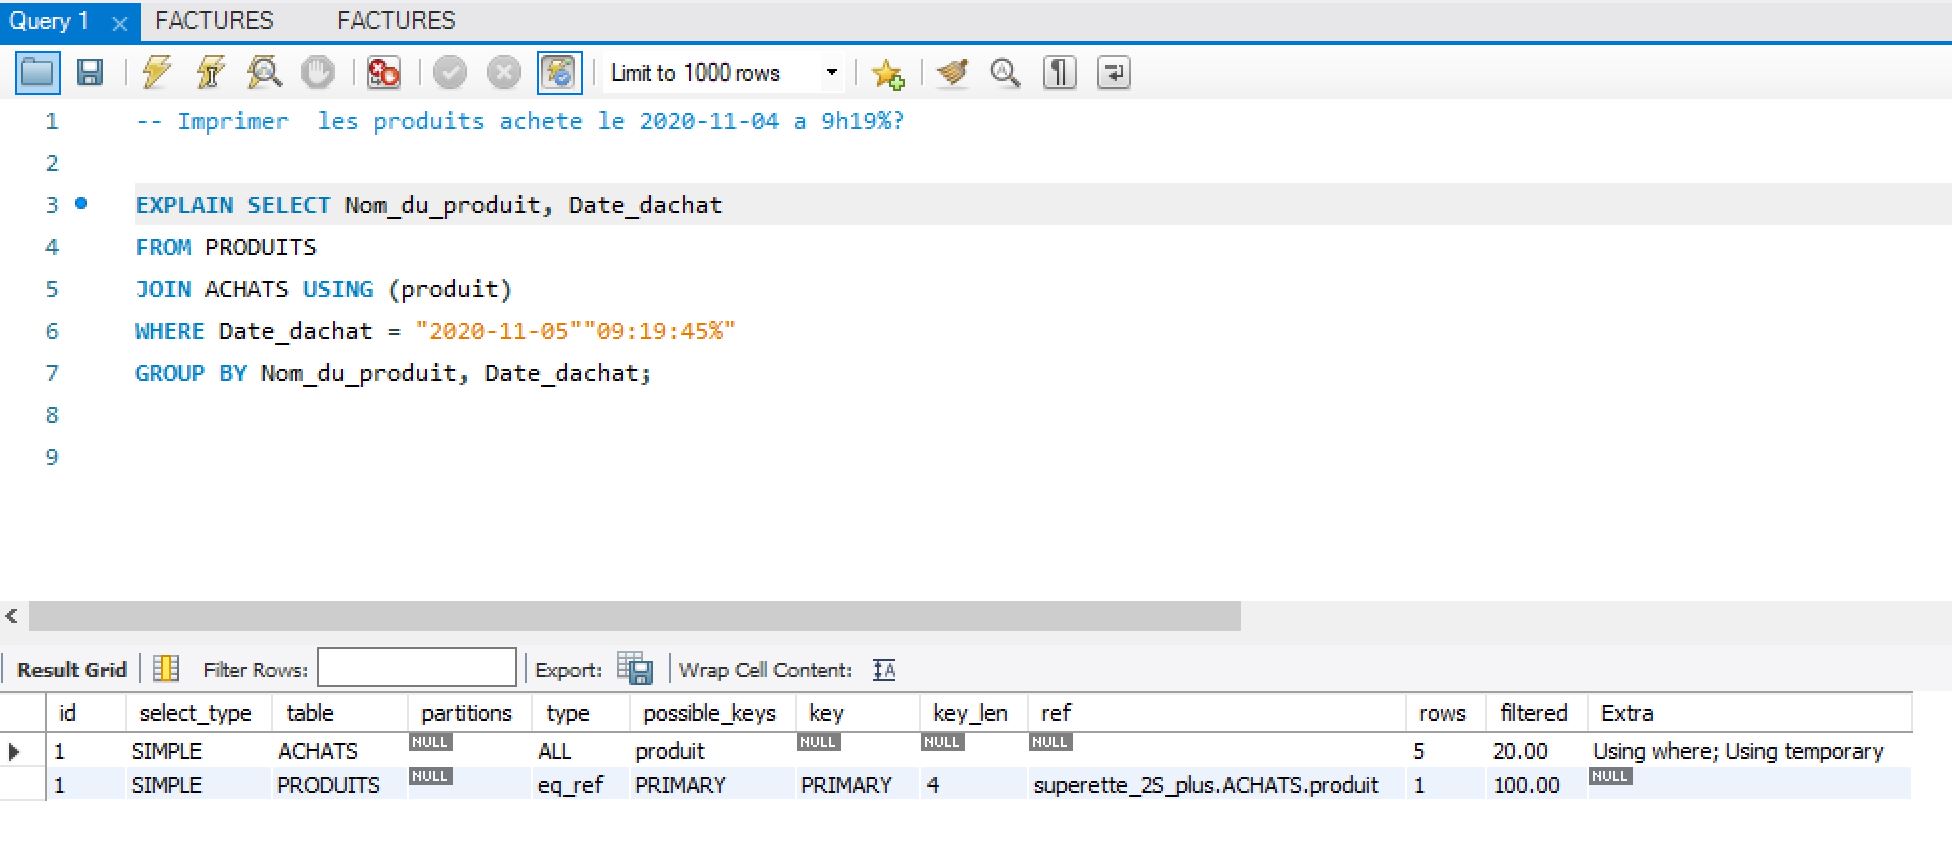 Query 1 × FACTURES FACTURES
Limit to 1000 rows
1 -- Imprimer  les produits achete le 2020-11-04 a 9h19%?
2
3 EXPLAIN SELECT Nom_du_produit, Date_dachat
4 FROM PRODUITS
5 JOIN ACHATS USING (produit)
6 WHERE Date_dachat = "2020-11-05""09:19:45%"
7 GROUP BY Nom_du_produit, Date_dachat;
8
9
Result Grid Filter Rows: Export: Wrap Cell Content:
id select_type table partitions type possible_keys key key_len ref rows filtered Extra
1 SIMPLE ACHATS NULL ALL produit NULL NULL NULL 5 20.00 Using where; Using temporary
1 SIMPLE PRODUITS NULL eq_ref PRIMARY PRIMARY 4 superette_2S_plus.ACHATS.produit 1 100.00 NULL